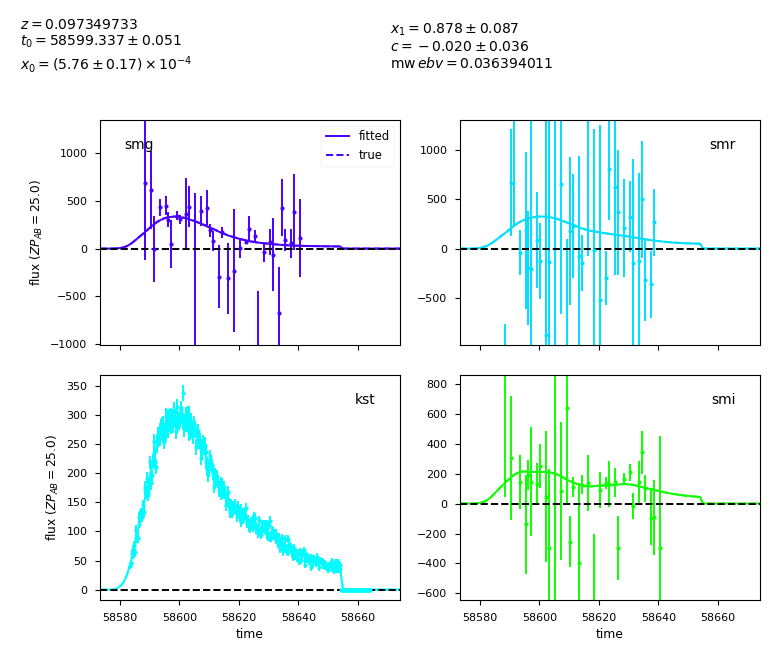 z = 0.097349733
t0 = 58599.337 ± 0.051
x0 = (5.76 ± 0.17) × 10^−4
x1 = 0.878 ± 0.087
c = −0.020 ± 0.036
mw ebv = 0.036394011
smg
fitted
true
1000
500
0
−500
−1000
flux (ZP_AB = 25.0)
smr
1000
500
0
−500
kst
350
300
250
200
150
100
50
0
flux (ZP_AB = 25.0)
58580 58600 58620 58640 58660
time
smi
800
600
400
200
0
−200
−400
−600
58580 58600 58620 58640 58660
time